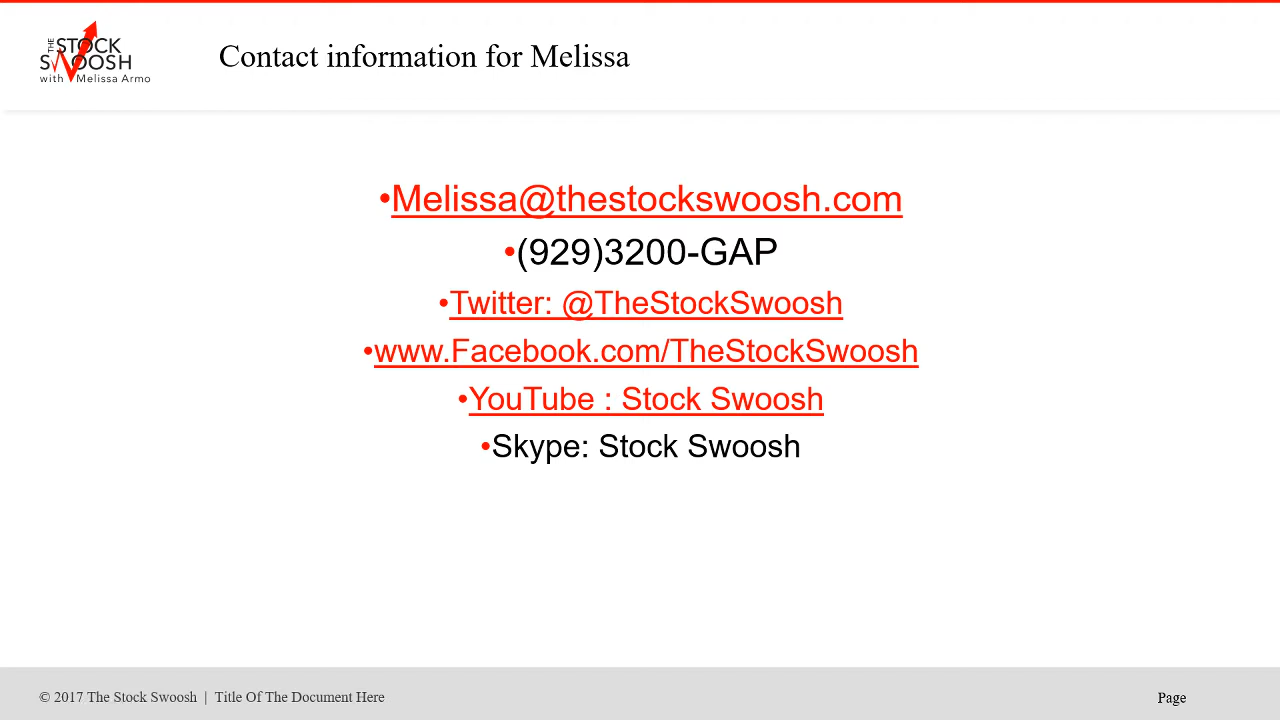 THE
STOCK
SWOOSH
with Melissa Armo
Contact information for Melissa
•Melissa@thestockswoosh.com
•(929)3200-GAP
•Twitter: @TheStockSwoosh
•www.Facebook.com/TheStockSwoosh
•YouTube : Stock Swoosh
•Skype: Stock Swoosh
© 2017 The Stock Swoosh | Title Of The Document Here
Page